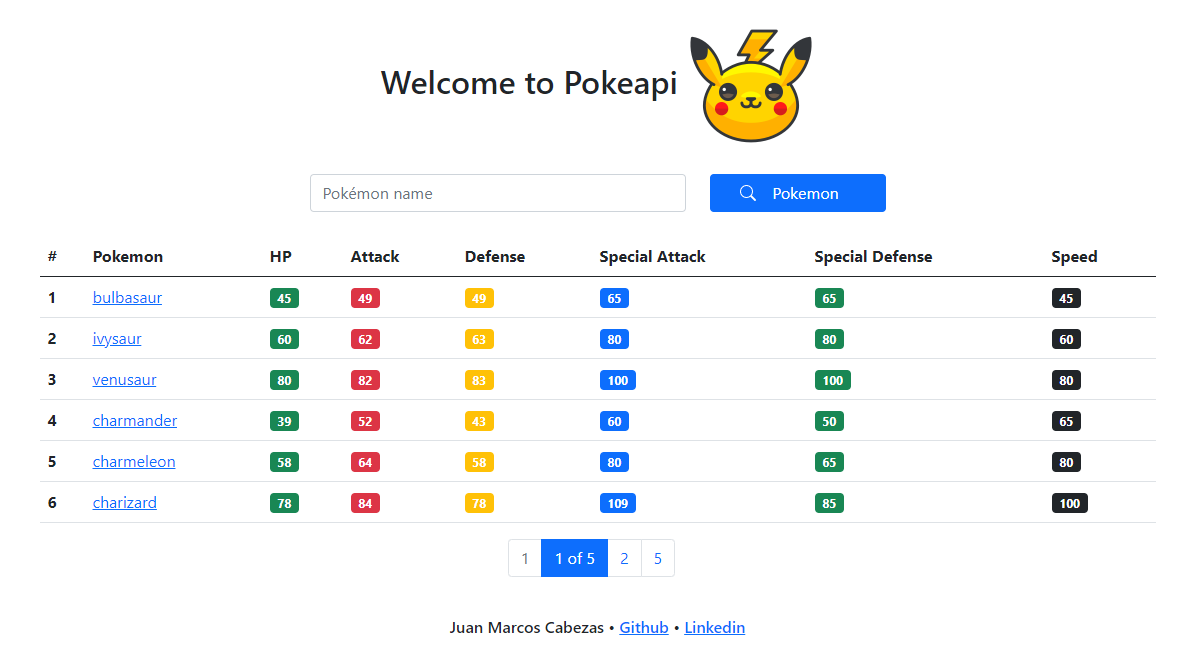 Welcome to Pokeapi
Pokémon name Pokemon
# Pokemon HP Attack Defense Special Attack Special Defense Speed
1 bulbasaur 45 49 49 65 65 45
2 ivysaur 60 62 63 80 80 60
3 venusaur 80 82 83 100 100 80
4 charmander 39 52 43 60 50 65
5 charmeleon 58 64 58 80 65 80
6 charizard 78 84 78 109 85 100
1 1 of 5 2 5
Juan Marcos Cabezas • Github • Linkedin